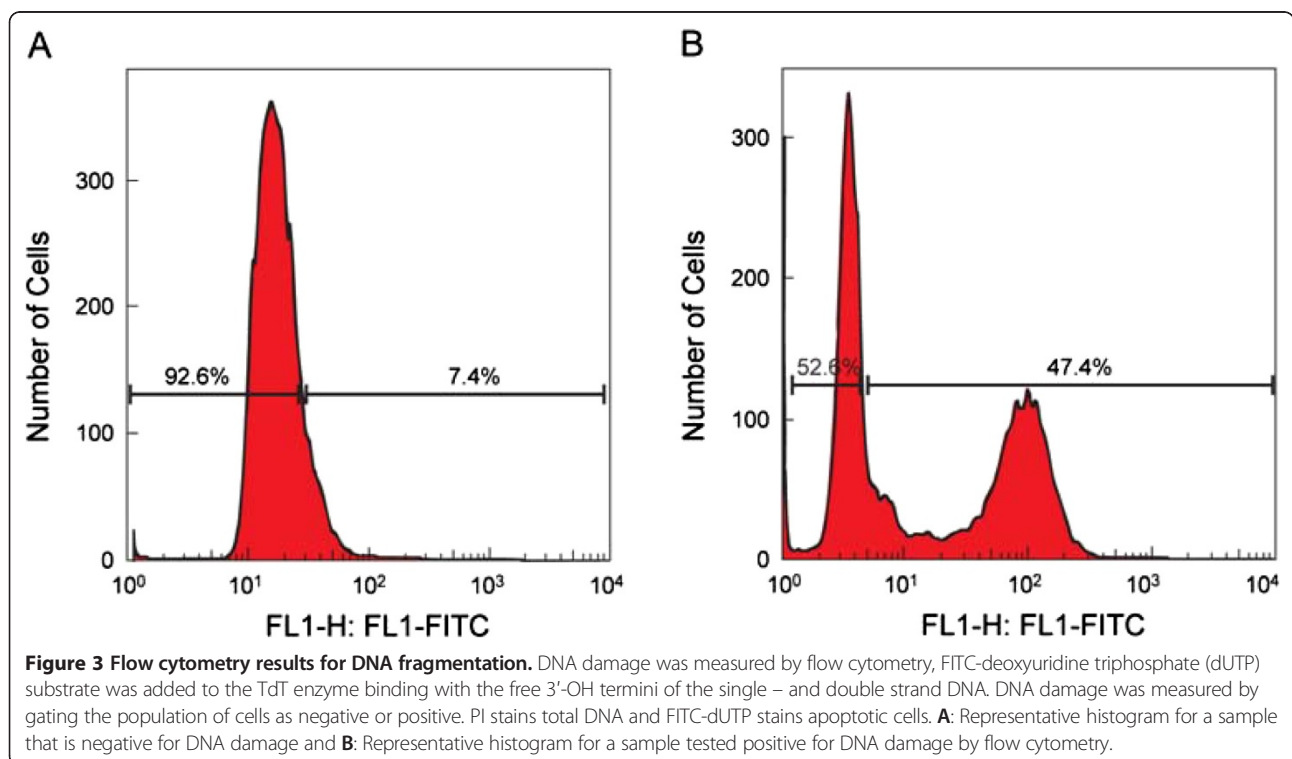 A
B
300
200
100
0
92.6%
7.4%
Number of Cells
10⁰ 10¹ 10² 10³ 10⁴
FL1-H: FL1-FITC
300
200
100
0
52.6%
47.4%
Number of Cells
10⁰ 10¹ 10² 10³ 10⁴
FL1-H: FL1-FITC
Figure 3 Flow cytometry results for DNA fragmentation. DNA damage was measured by flow cytometry, FITC-deoxyuridine triphosphate (dUTP)
substrate was added to the TdT enzyme binding with the free 3′-OH termini of the single – and double strand DNA. DNA damage was measured by
gating the population of cells as negative or positive. PI stains total DNA and FITC-dUTP stains apoptotic cells. A: Representative histogram for a sample
that is negative for DNA damage and B: Representative histogram for a sample tested positive for DNA damage by flow cytometry.